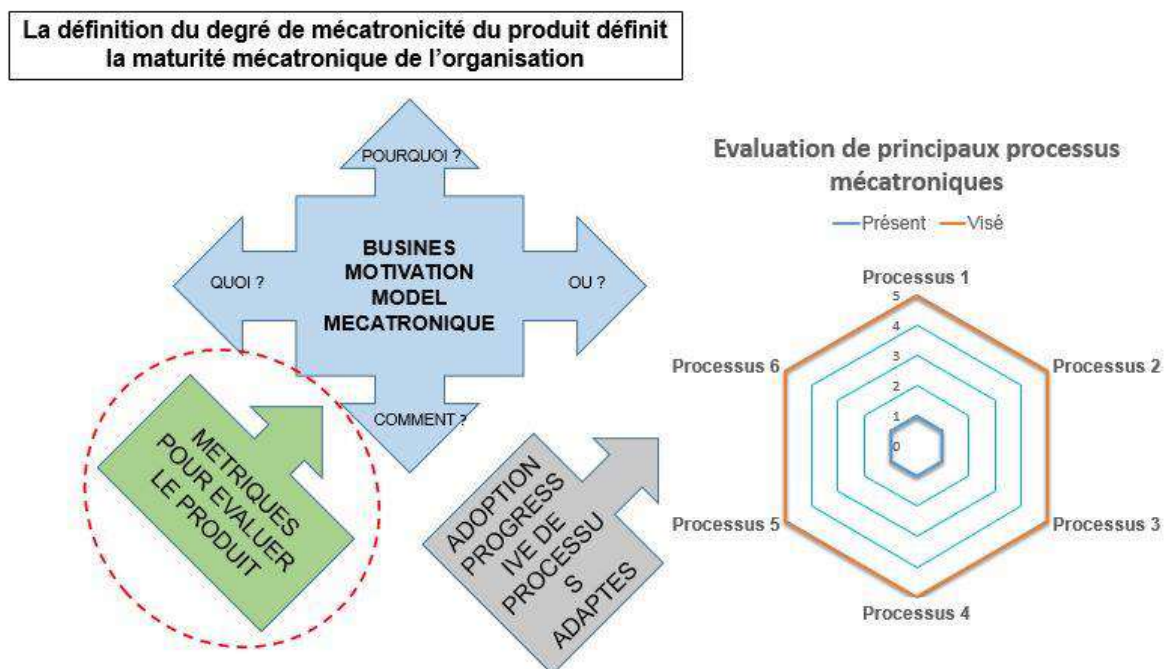 La définition du degré de mécatronicité du produit définit
la maturité mécatronique de l'organisation
POURQUOI ?
QUOI ?
BUSINES
MOTIVATION
MODEL
MECATRONIQUE
OU ?
COMMENT ?
METRIQUES
POUR EVALUER
LE PRODUIT
ADOPTION
PROGRESS
IVE DE
PROCESSU
S
ADAPTES
Evaluation de principaux processus
mécatroniques
Présent Visé
Processus 1
5
4
3
2
1
0
Processus 2
Processus 3
Processus 4
Processus 5
Processus 6